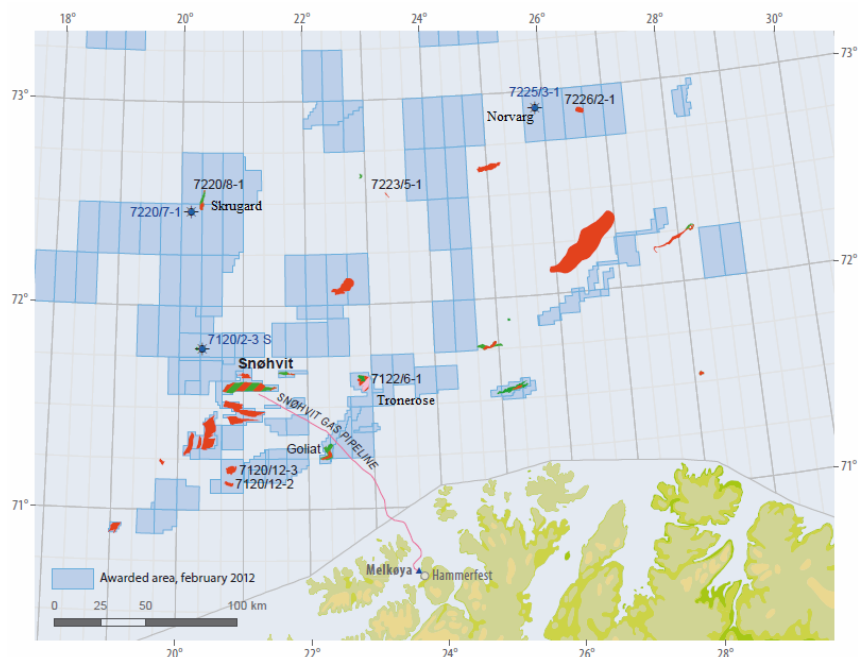 18° 20° 22° 24° 26° 28° 30°
73°
73°
7225/3-1
7226/2-1
Norvarg
7220/8-1
7223/5-1
Skrugard
7220/7-1
72°
72°
7120/2-3 S
Snøhvit
7122/6-1
Tranerose
SNØHVIT GAS PIPELINE
Goliat
7120/12-3
7120/12-2
71°
71°
Melkøya
Hammerfest
Awarded area, february 2012
0 25 50 100 km
20° 22° 24° 26° 28°